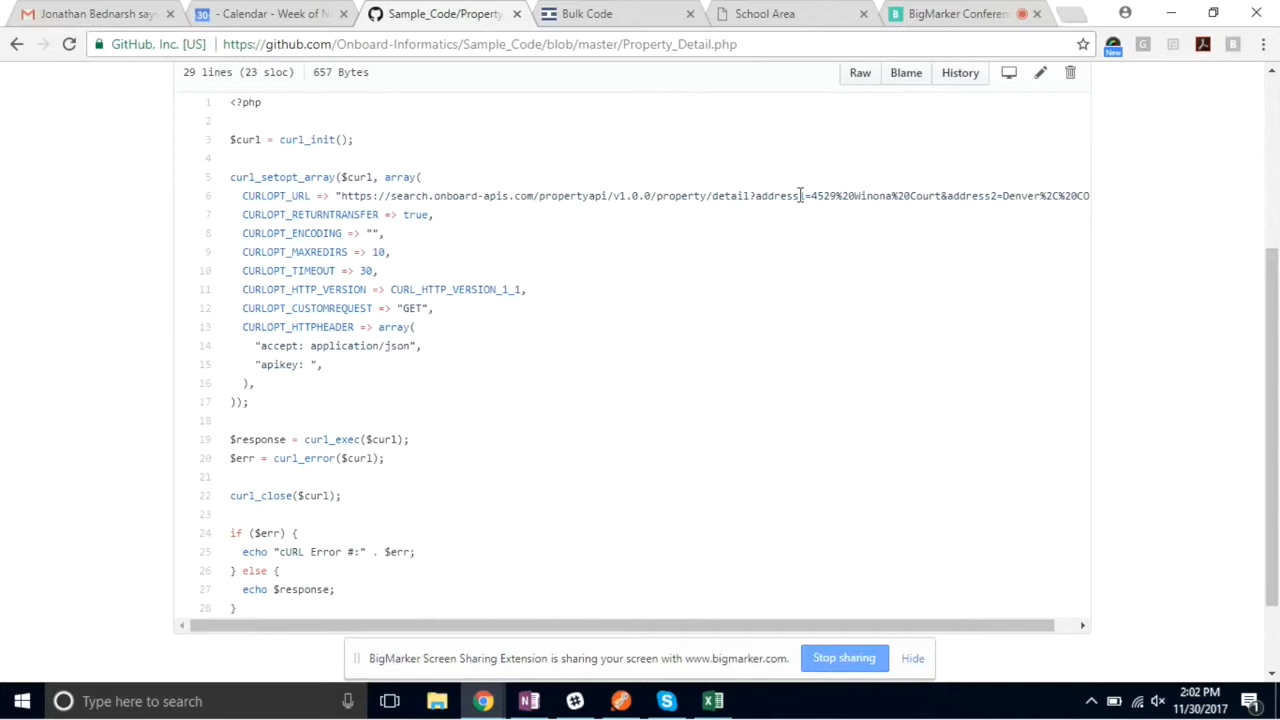 Jonathan Bednarsh say
30
- Calendar - Week of N
Sample_Code/Property
Bulk Code
School Area
BigMarker Conferen
GitHub, Inc. [US]
https://github.com/Onboard-Informatics/Sample_Code/blob/master/Property_Detail.php
New
G
B
29 lines (23 sloc)
657 Bytes
Raw
Blame
History
1 <?php
2
3 $curl = curl_init();
4
5 curl_setopt_array($curl, array(
6 CURLOPT_URL => "https://search.onboard-apis.com/propertyapi/v1.0.0/property/detail?address1=4529%20Winona%20Court&address2=Denver%2C%20CO
7 CURLOPT_RETURNTRANSFER => true,
8 CURLOPT_ENCODING => "",
9 CURLOPT_MAXREDIRS => 10,
10 CURLOPT_TIMEOUT => 30,
11 CURLOPT_HTTP_VERSION => CURL_HTTP_VERSION_1_1,
12 CURLOPT_CUSTOMREQUEST => "GET",
13 CURLOPT_HTTPHEADER => array(
14 "accept: application/json",
15 "apikey: ",
16 ),
17 ));
18
19 $response = curl_exec($curl);
20 $err = curl_error($curl);
21
22 curl_close($curl);
23
24 if ($err) {
25 echo "cURL Error #:" . $err;
26 } else {
27 echo $response;
28 }
BigMarker Screen Sharing Extension is sharing your screen with www.bigmarker.com.
Stop sharing
Hide
Type here to search
2:02 PM
11/30/2017
1